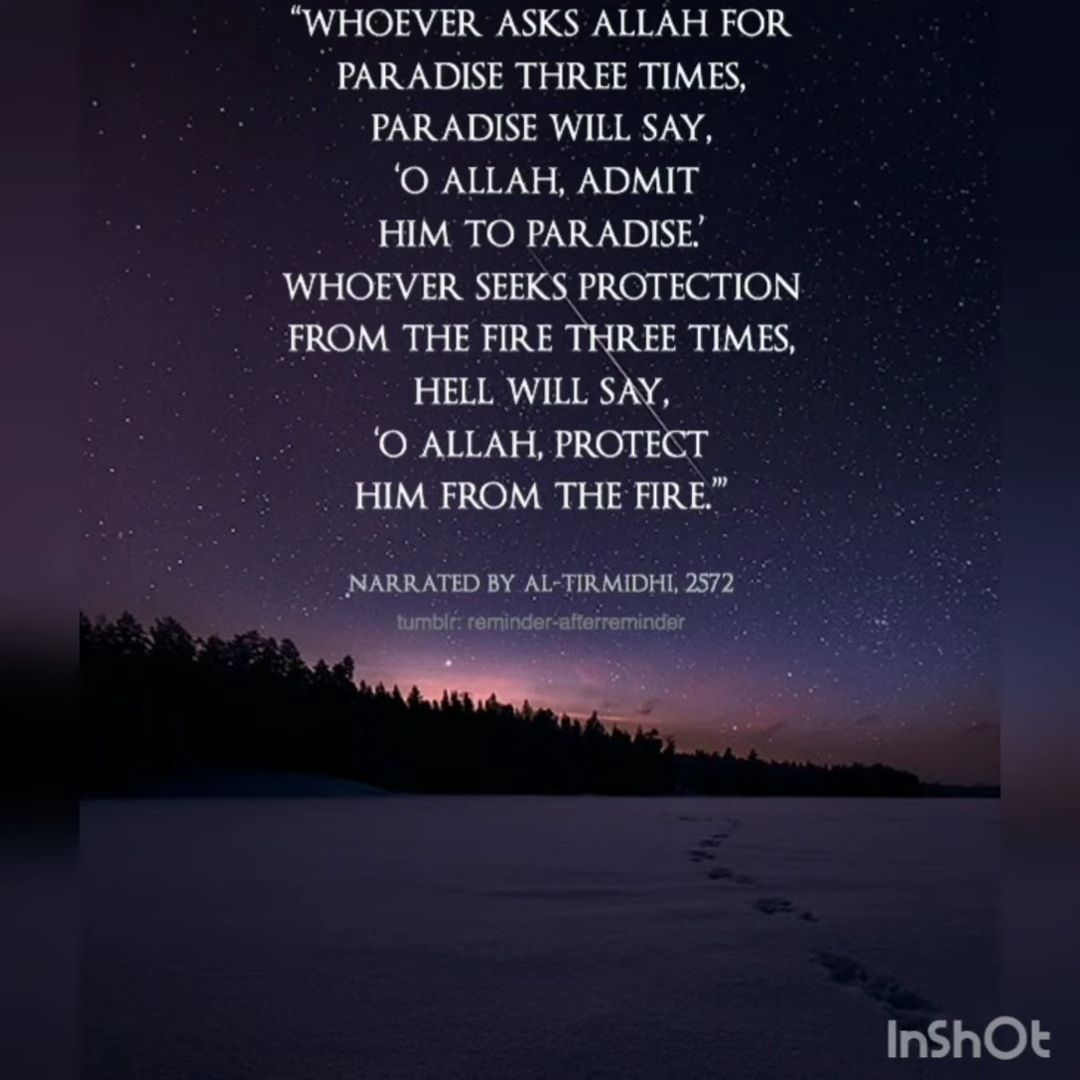 “WHOEVER ASKS ALLAH FOR
PARADISE THREE TIMES,
PARADISE WILL SAY,
‘O ALLAH, ADMIT
HIM TO PARADISE.’
WHOEVER SEEKS PROTECTION
FROM THE FIRE THREE TIMES,
HELL WILL SAY,
‘O ALLAH, PROTECT
HIM FROM THE FIRE.’”
NARRATED BY AL-TIRMIDHI, 2572
tumblr: reminder-afterreminder
InShOt